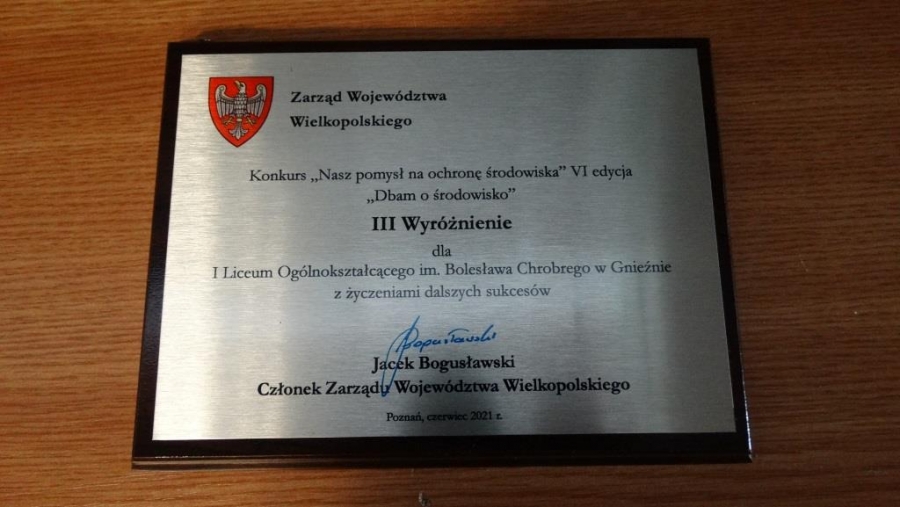 Zarząd Województwa
Wielkopolskiego
Konkurs „Nasz pomysł na ochronę środowiska” VI edycja
„Dbam o środowisko”
III Wyróżnienie
dla
I Liceum Ogólnokształcącego im. Bolesława Chrobrego w Gnieźnie
z życzeniami dalszych sukcesów
Bogusławski
Jacek Bogusławski
Członek Zarządu Województwa Wielkopolskiego
Poznań, czerwiec 2021 r.